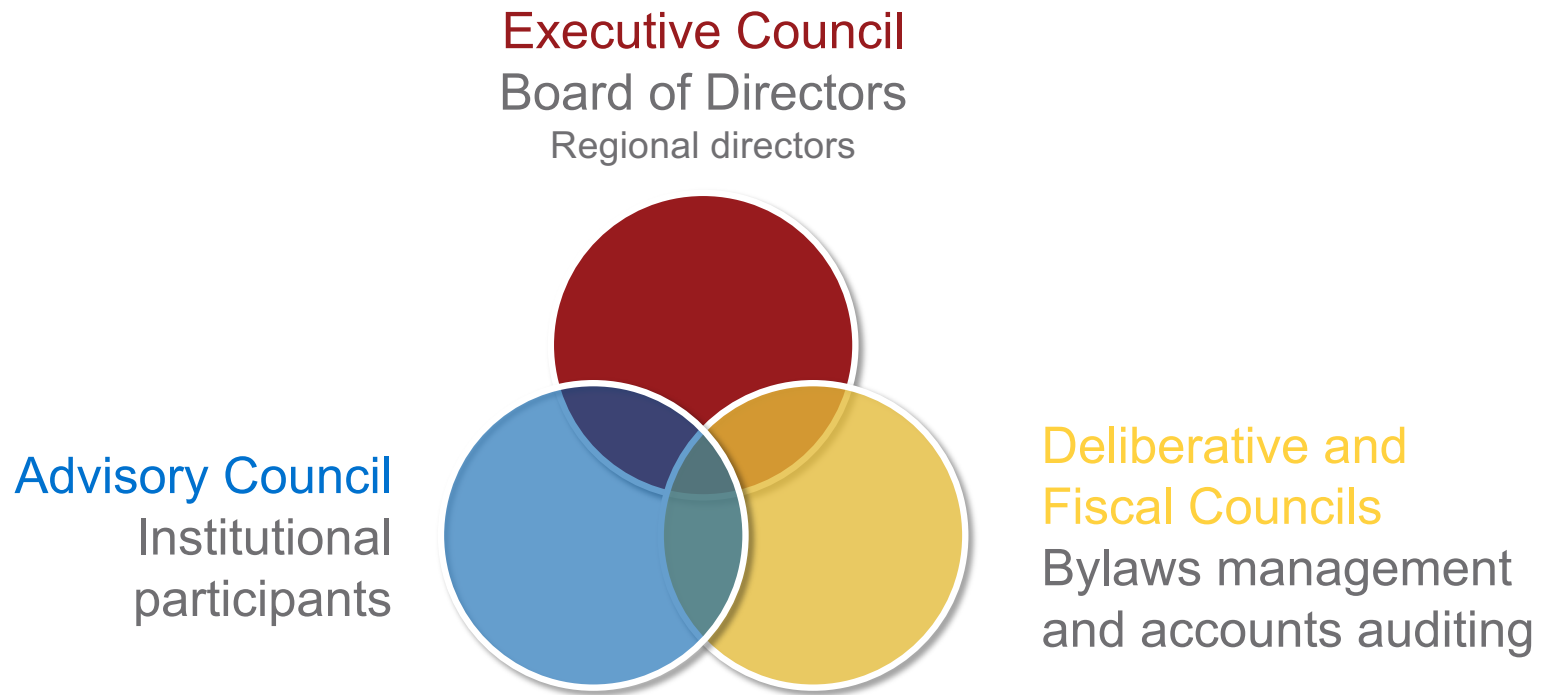 Executive Council
Board of Directors
Regional directors
Advisory Council
Institutional
participants
Deliberative and
Fiscal Councils
Bylaws management
and accounts auditing